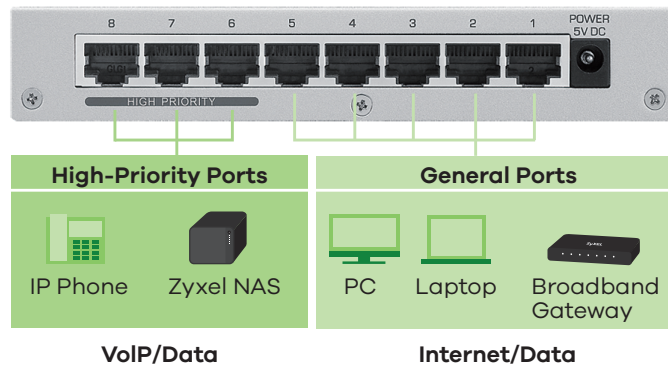 8 7 6 5 4 3 2 1
POWER
5V DC
HIGH PRIORITY
High-Priority Ports
General Ports
IP Phone
Zyxel NAS
PC
Laptop
ZyXEL
Broadband
Gateway
VoIP/Data
Internet/Data